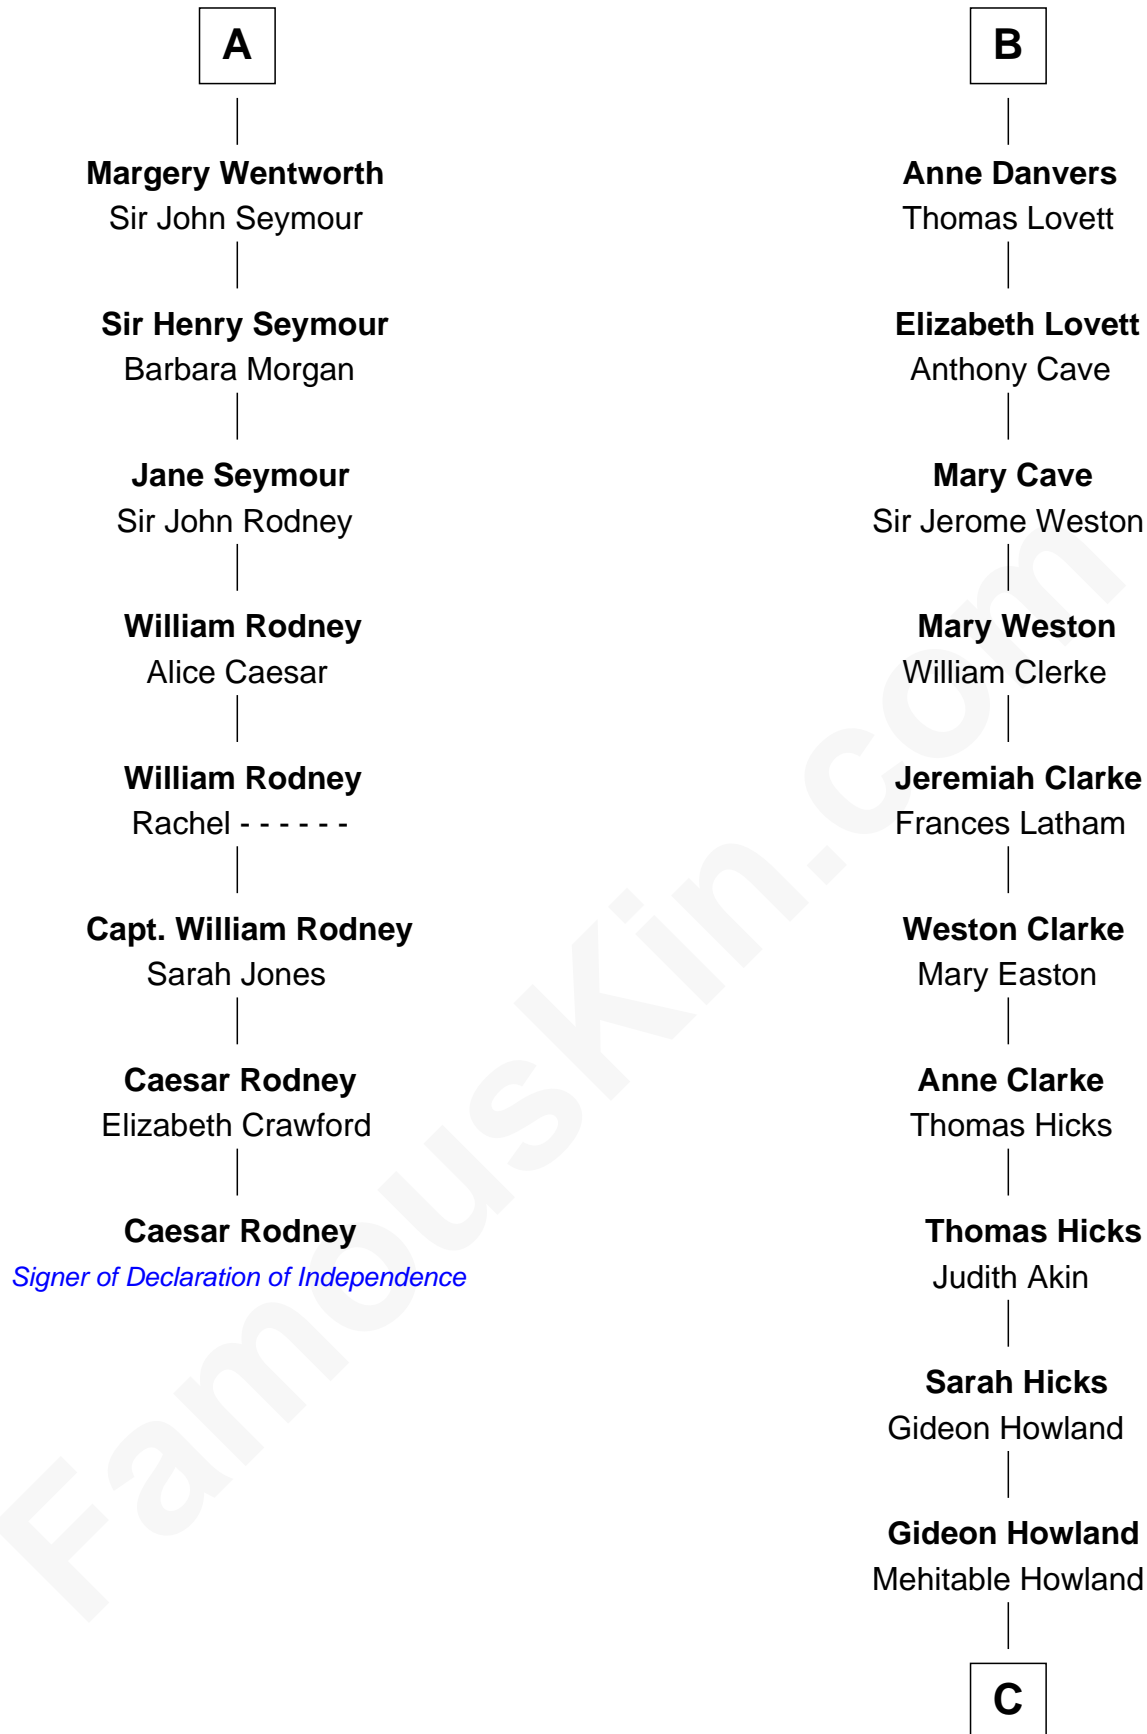 A
Margery Wentworth
Sir John Seymour
Sir Henry Seymour
Barbara Morgan
Jane Seymour
Sir John Rodney
William Rodney
Alice Caesar
William Rodney
Rachel - - - - - -
Capt. William Rodney
Sarah Jones
Caesar Rodney
Elizabeth Crawford
Caesar Rodney
Signer of Declaration of Independence
B
Anne Danvers
Thomas Lovett
Elizabeth Lovett
Anthony Cave
Mary Cave
Sir Jerome Weston
Mary Weston
William Clerke
Jeremiah Clarke
Frances Latham
Weston Clarke
Mary Easton
Anne Clarke
Thomas Hicks
Thomas Hicks
Judith Akin
Sarah Hicks
Gideon Howland
Gideon Howland
Mehitable Howland
C
FamousKin.com